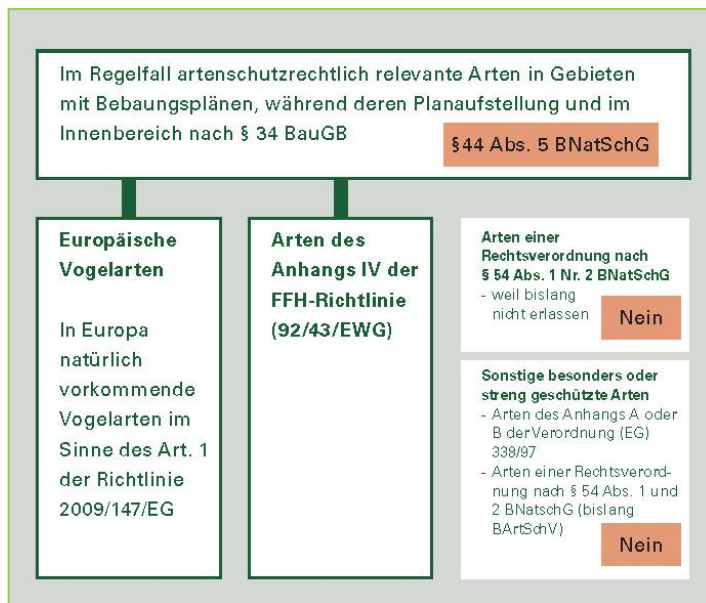 Im Regelfall artenschutzrechtlich relevante Arten in Gebieten
mit Bebaungsplänen, während deren Planaufstellung und im
Innenbereich nach § 34 BauGB
§44 Abs. 5 BNatSchG
Europäische
Vogelarten
In Europa
natürlich
vorkommende
Vogelarten im
Sinne des Art. 1
der Richtlinie
2009/147/EG
Arten des
Anhangs IV der
FFH-Richtlinie
(92/43/EWG)
Arten einer
Rechtsverordnung nach
§ 54 Abs. 1 Nr. 2 BNatSchG
- weil bislang
nicht erlassen
Nein
Sonstige besonders oder
streng geschützte Arten
- Arten des Anhangs A oder
B der Verordnung (EG)
338/97
- Arten einer Rechtsverord-
nung nach § 54 Abs. 1 und
2 BNatschG (bislang
BArtSchV)
Nein